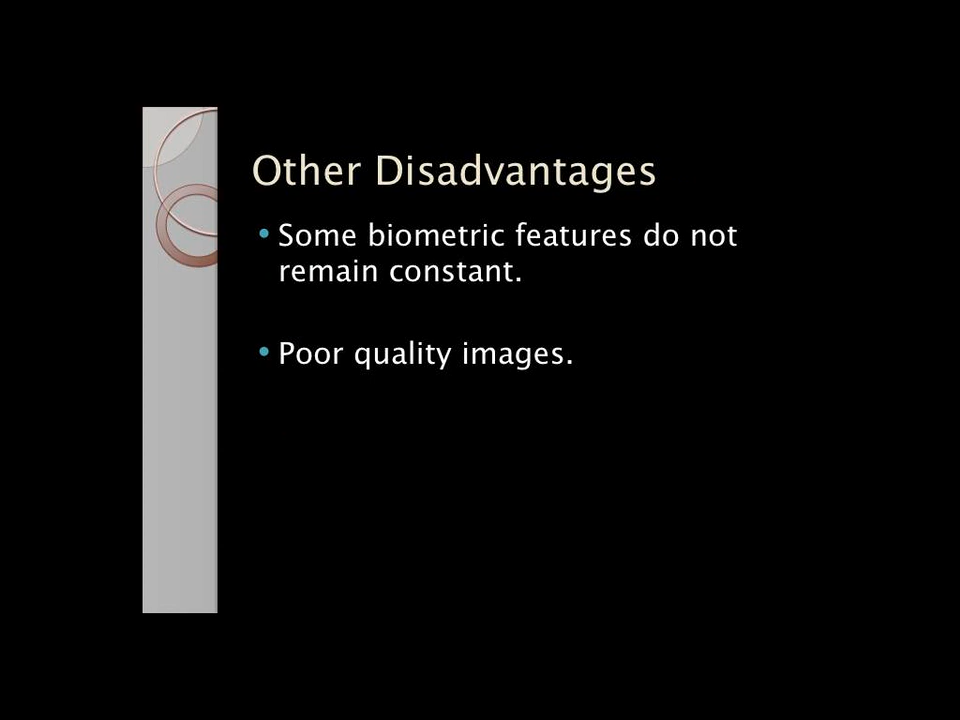 Other Disadvantages
• Some biometric features do not
remain constant.
• Poor quality images.